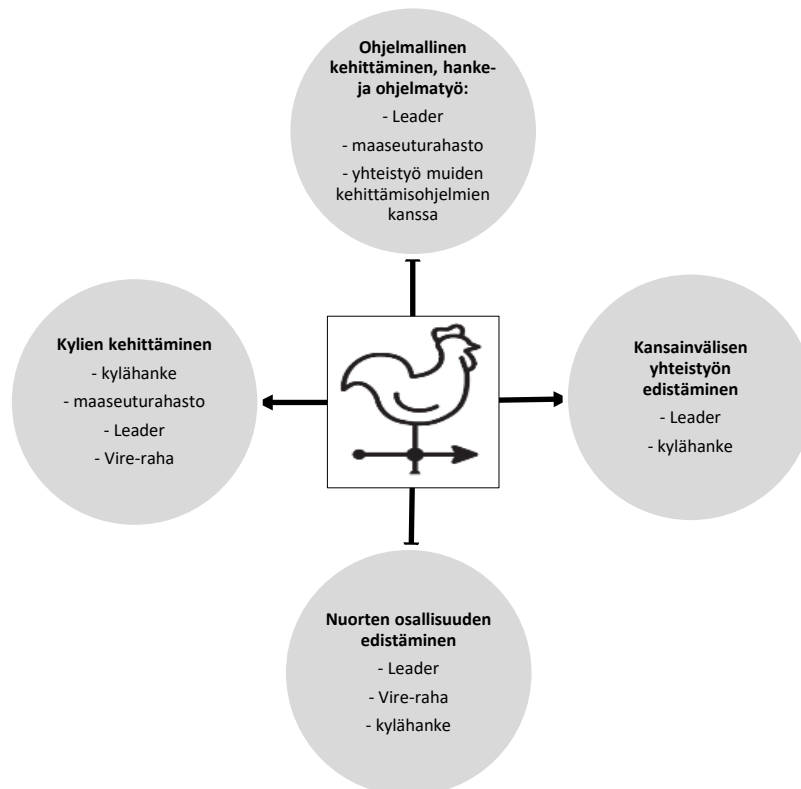 Ohjelmallinen
kehittäminen, hanke-
ja ohjelmatyö:
- Leader
- maaseuturahasto
- yhteistyö muiden
kehittämisohjelmien
kanssa
Kylien kehittäminen
- kylähanke
- maaseuturahasto
- Leader
- Vire-raha
Kansainvälisen
yhteistyön
edistäminen
- Leader
- kylähanke
Nuorten osallisuuden
edistäminen
- Leader
- Vire-raha
- kylähanke